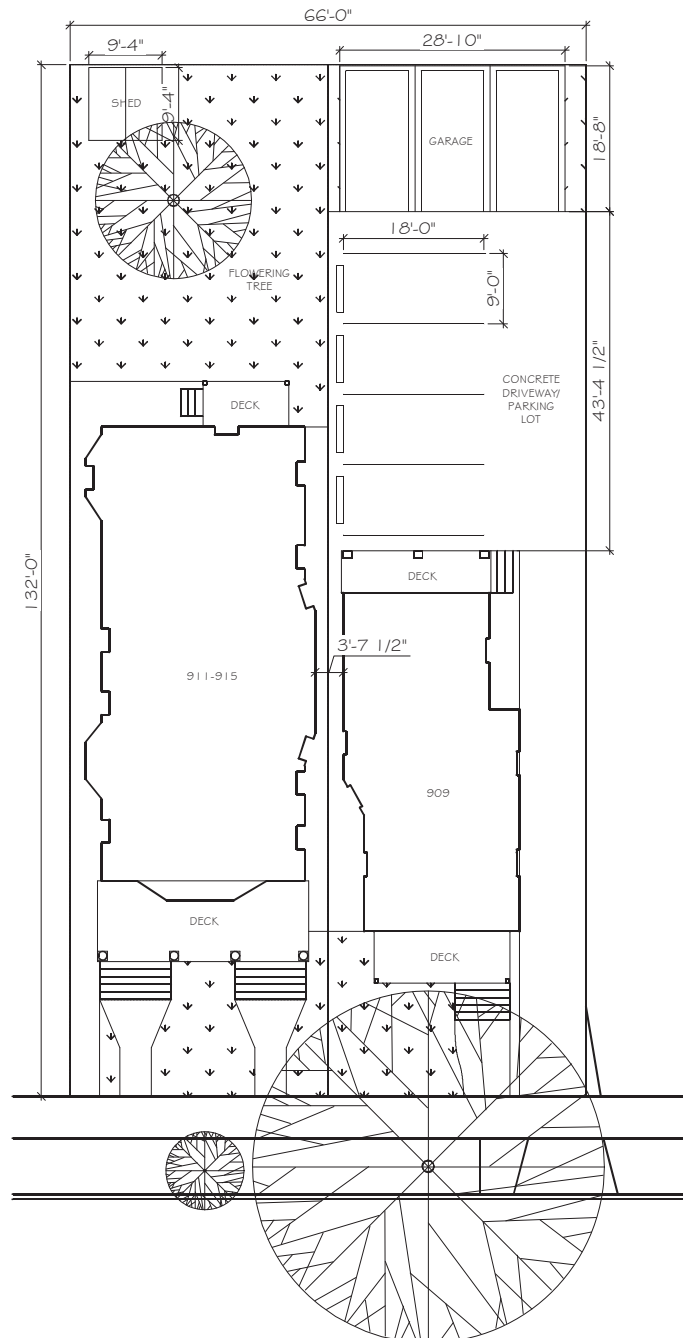 66'-0"
9'-4"
28'-10"
SHED
9'-4"
GARAGE
18'-8"
18'-0"
FLOWERING
TREE
9'-0"
CONCRETE
DRIVEWAY/
PARKING
LOT
43'-4 1/2"
DECK
132'-0"
DECK
3'-7 1/2"
911-915
909
DECK
DECK